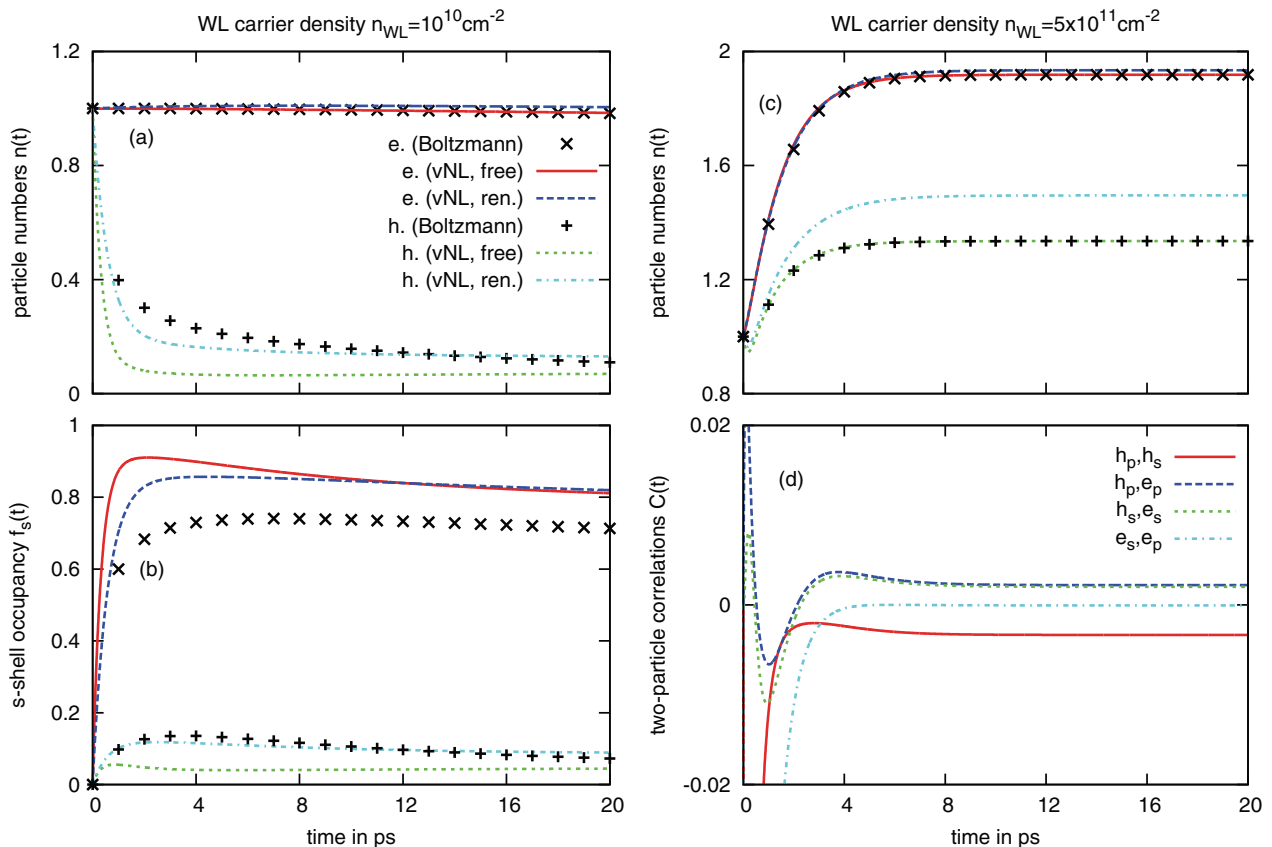 WL carrier density n_WL=10^10cm^-2
WL carrier density n_WL=5x10^11cm^-2
particle numbers n(t)
1.2
0.8
0.4
0
(a)
e. (Boltzmann)
e. (vNL, free)
e. (vNL, ren.)
h. (Boltzmann)
h. (vNL, free)
h. (vNL, ren.)
particle numbers n(t)
2
1.6
1.2
0.8
(c)
s-shell occupancy f_s(t)
1
0.8
0.6
0.4
0.2
0
(b)
0 4 8 12 16 20
time in ps
two-particle correlations C(t)
0.02
0
-0.02
(d)
h_p,h_s
h_p,e_p
h_s,e_s
e_s,e_p
0 4 8 12 16 20
time in ps